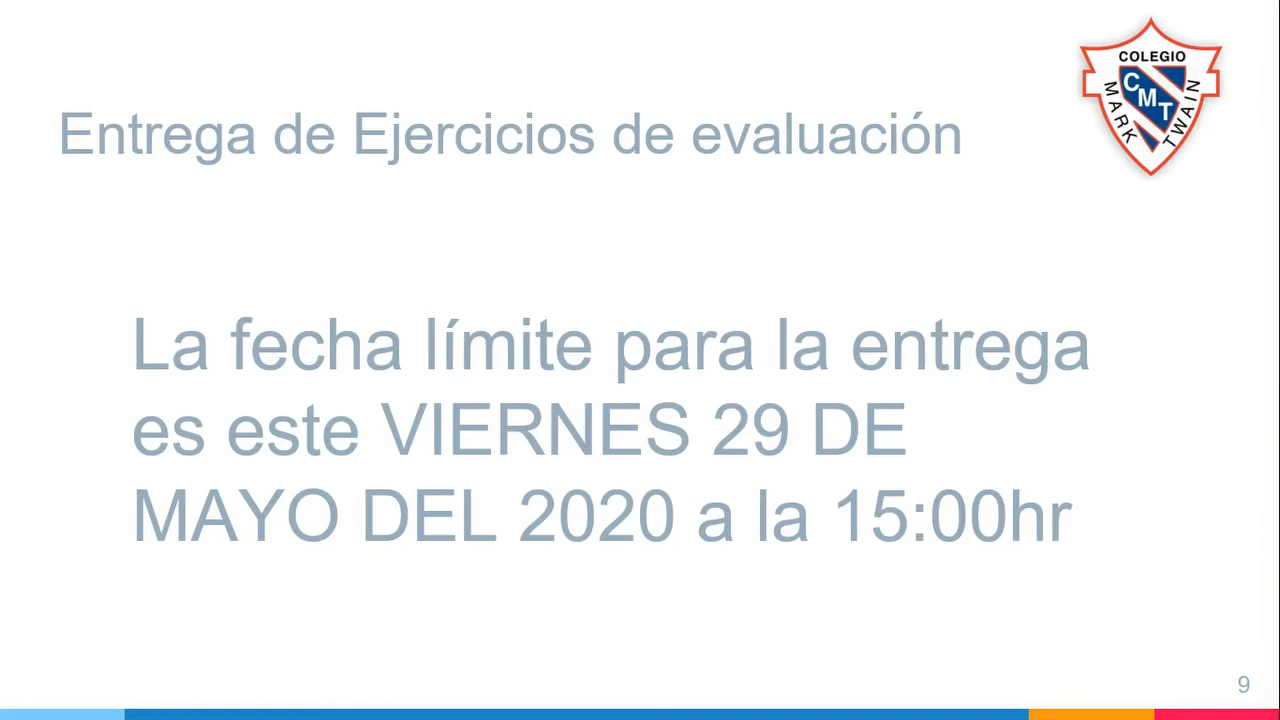 COLEGIO
CMT
MARK TWAIN
Entrega de Ejercicios de evaluación
La fecha límite para la entrega
es este VIERNES 29 DE
MAYO DEL 2020 a la 15:00hr
9